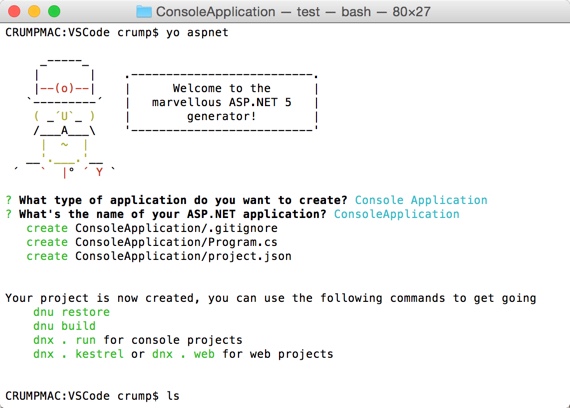 ConsoleApplication — test — bash — 80×27
CRUMPMAC:VSCode crump$ yo aspnet
     _-----_
    |       |    .--------------------------.
    |--(o)--|    |      Welcome to the      |
   `---------´   |   marvellous ASP.NET 5   |
    ( _´U`_ )    |        generator!        |
    /___A___\    '--------------------------'
     |  ~  |
   __'.___.'__
 ´   `  |° ´ Y `
? What type of application do you want to create? Console Application
? What's the name of your ASP.NET application? ConsoleApplication
   create ConsoleApplication/.gitignore
   create ConsoleApplication/Program.cs
   create ConsoleApplication/project.json
Your project is now created, you can use the following commands to get going
    dnu restore
    dnu build
    dnx . run for console projects
    dnx . kestrel or dnx . web for web projects
CRUMPMAC:VSCode crump$ ls